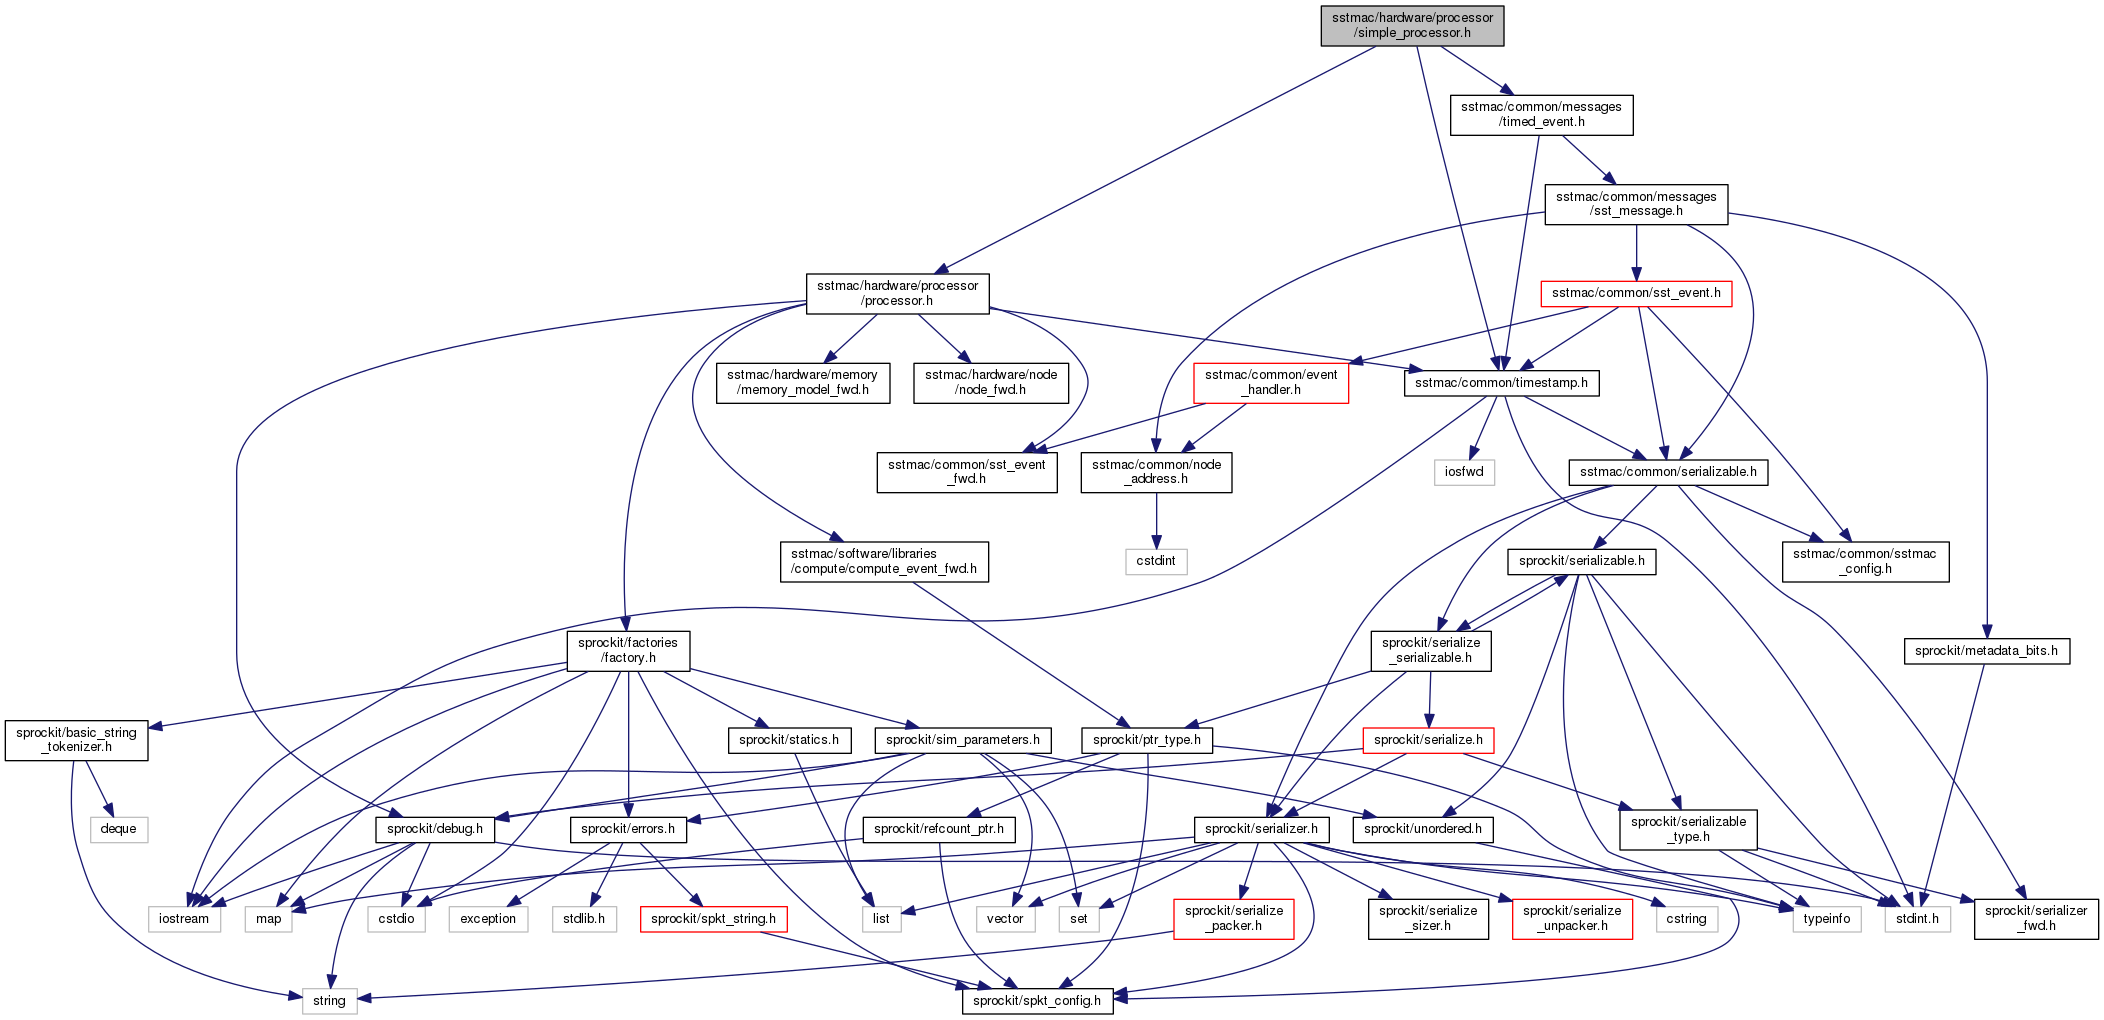 sstmac/hardware/processor
/simple_processor.h
sstmac/common/messages
/timed_event.h
sstmac/common/messages
/sst_message.h
sstmac/hardware/processor
/processor.h
sstmac/common/sst_event.h
sstmac/hardware/memory
/memory_model_fwd.h
sstmac/hardware/node
/node_fwd.h
sstmac/common/event
_handler.h
sstmac/common/timestamp.h
sstmac/common/sst_event
_fwd.h
sstmac/common/node
_address.h
iosfwd
sstmac/common/serializable.h
sstmac/software/libraries
/compute/compute_event_fwd.h
cstdint
sprockit/serializable.h
sstmac/common/sstmac
_config.h
sprockit/factories
/factory.h
sprockit/serialize
_serializable.h
sprockit/metadata_bits.h
sprockit/basic_string
_tokenizer.h
sprockit/statics.h
sprockit/sim_parameters.h
sprockit/ptr_type.h
sprockit/serialize.h
deque
sprockit/debug.h
sprockit/errors.h
sprockit/refcount_ptr.h
sprockit/serializer.h
sprockit/unordered.h
sprockit/serializable
_type.h
iostream
map
cstdio
exception
stdlib.h
sprockit/spkt_string.h
list
vector
set
sprockit/serialize
_packer.h
sprockit/serialize
_sizer.h
sprockit/serialize
_unpacker.h
cstring
typeinfo
stdint.h
sprockit/serializer
_fwd.h
string
sprockit/spkt_config.h